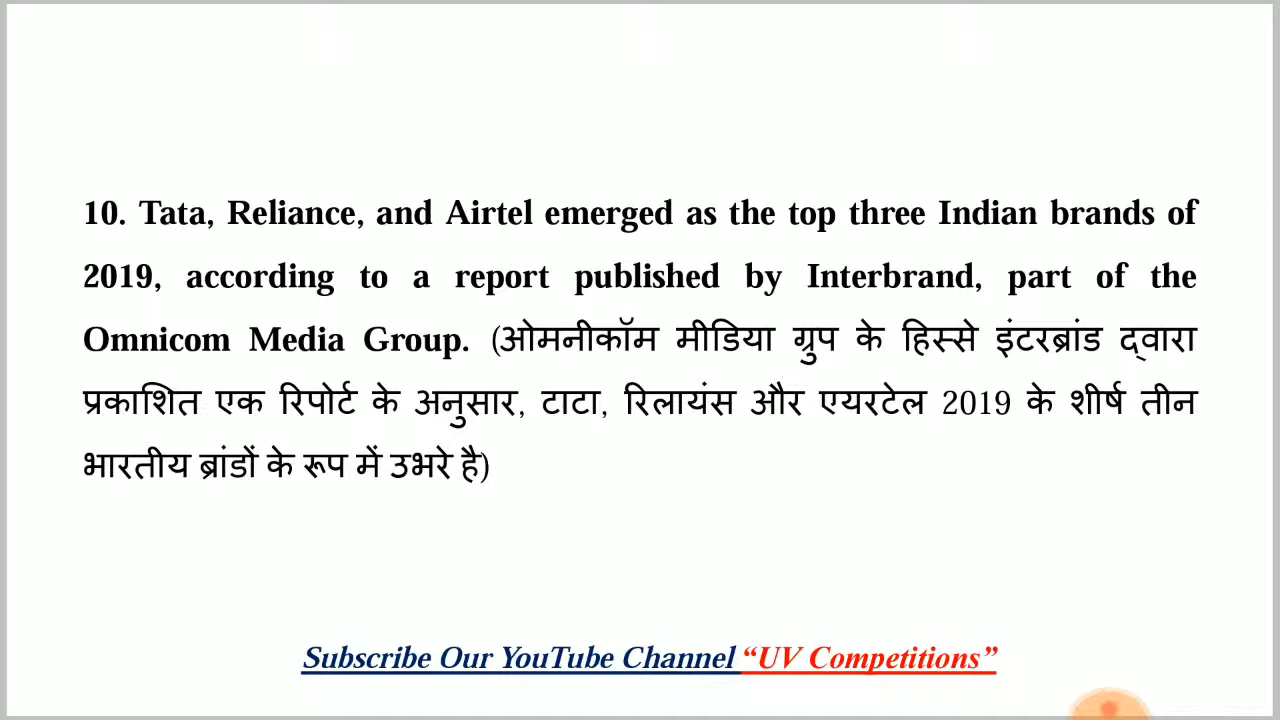 10. Tata, Reliance, and Airtel emerged as the top three Indian brands of
2019, according to a report published by Interbrand, part of the
Omnicom Media Group. (ओमनीकॉम मीडिया ग्रुप के हिस्से इंटरब्रांड द्वारा
प्रकाशित एक रिपोर्ट के अनुसार, टाटा, रिलायंस और एयरटेल 2019 के शीर्ष तीन
भारतीय ब्रांडों के रूप में उभरे है)
Subscribe Our YouTube Channel “UV Competitions”